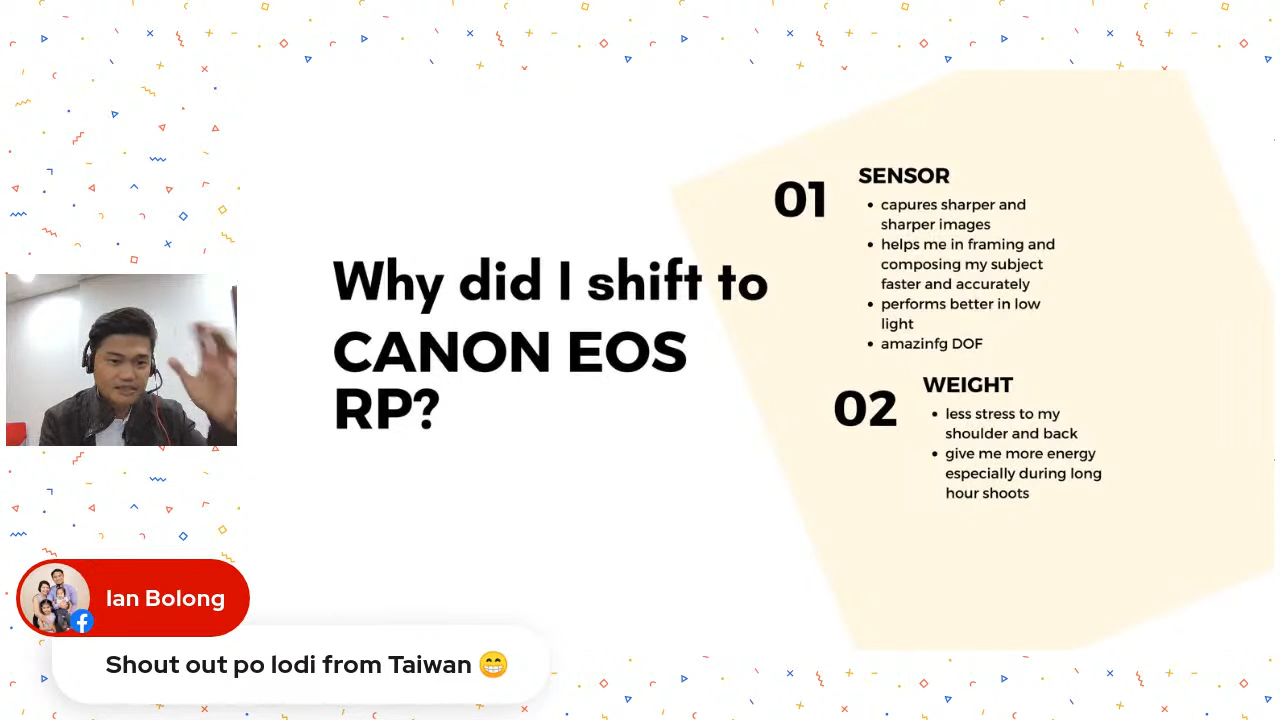 Why did I shift to
CANON EOS
RP?
01
SENSOR
• capures sharper and
sharper images
• helps me in framing and
composing my subject
faster and accurately
• performs better in low
light
• amazinfg DOF
02
WEIGHT
• less stress to my
shoulder and back
• give me more energy
especially during long
hour shoots
Ian Bolong
Shout out po lodi from Taiwan 😁